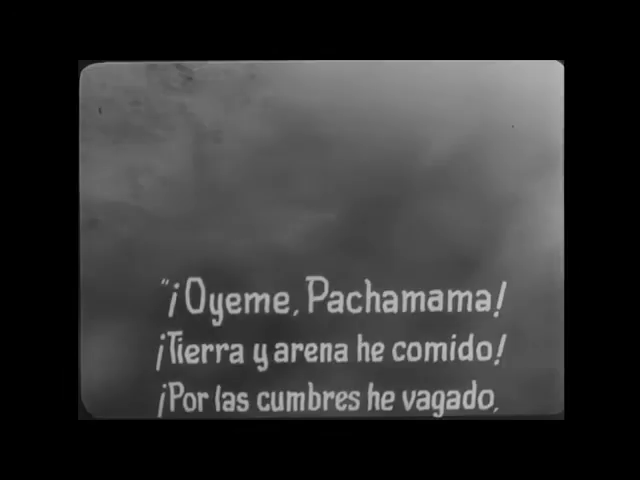 "¡Oyeme, Pachamama!
¡Tierra y arena he comido!
¡Por las cumbres he vagado,